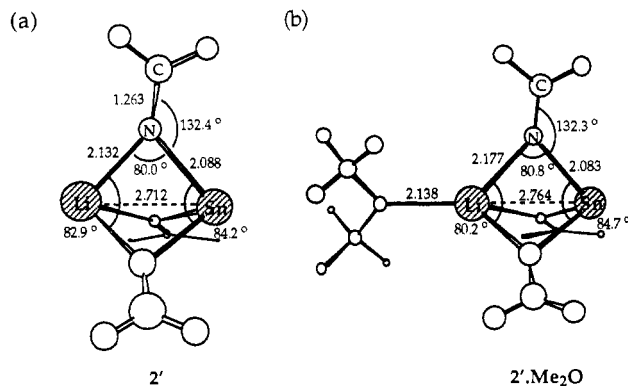 (a)
C
1.263
132.4 °
N
2.132
80.0 °
2.088
Li
2.712
Sn
82.9 °
84.2 °
2'
(b)
C
132.3 °
N
2.177
80.8 °
2.083
2.138
Li
2.764
Sn
80.2 °
84.7 °
2'.Me₂O